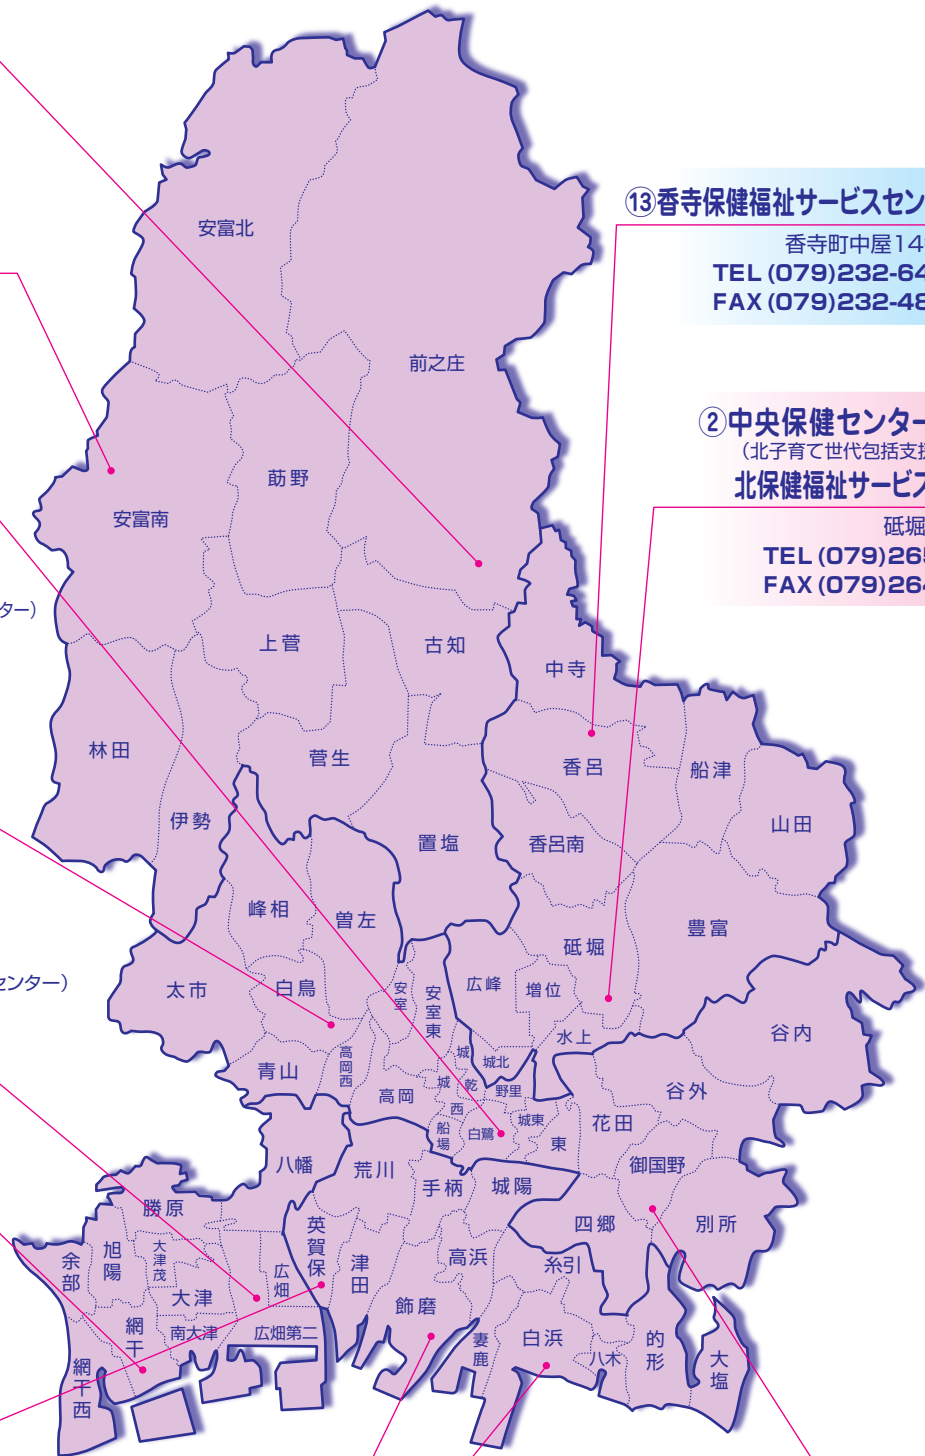 ⑬香寺保健福祉サービスセン
香寺町中屋14
TEL (079)232-64
FAX (079)232-48
②中央保健センター
(北子育て世代包括支援
北保健福祉サービス
砥堀
TEL (079)265
FAX (079)264
ター)
センター)
安富北
前之庄
安富南
莇野
上菅
古知
中寺
林田
菅生
香呂
船津
伊勢
置塩
香呂南
山田
峰相
曽左
砥堀
豊富
太市
白鳥
安室
安室東
広峰
増位
水上
谷内
青山
高岡西
高岡
城
城北
乾
野里
谷外
城西
船場
白鷺
城東
東
花田
八幡
荒川
手柄
城陽
御国野
勝原
四郷
別所
余部
旭陽
大津茂
英賀保
津田
高浜
糸引
大津
広畑
飾磨
網干
南大津
広畑第二
妻鹿
白浜
八木
的形
大塩
網干西